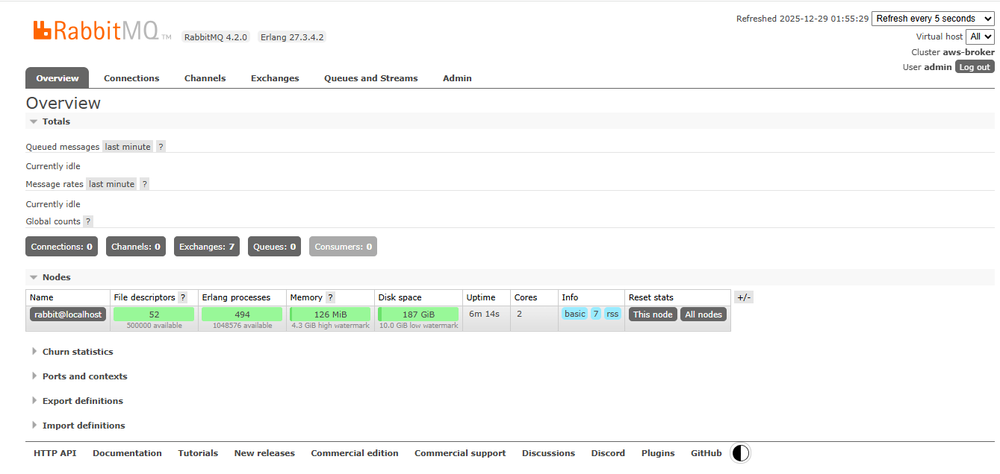 Refreshed 2025-12-29 01:55:29 Refresh every 5 seconds
RabbitMQ TM RabbitMQ 4.2.0 Erlang 27.3.4.2
Virtual host All
Cluster aws-broker
User admin Log out
Overview Connections Channels Exchanges Queues and Streams Admin
Overview
Totals
Queued messages last minute ?
Currently idle
Message rates last minute ?
Currently idle
Global counts ?
Connections: 0 Channels: 0 Exchanges: 7 Queues: 0 Consumers: 0
Nodes
Name File descriptors ? Erlang processes Memory ? Disk space Uptime Cores Info Reset stats +/-
rabbit@localhost 52 494 126 MiB 187 GiB 6m 14s 2 basic 7 rss This node All nodes
500000 available 1048576 available 4.3 GiB high watermark 10.0 GiB low watermark
Churn statistics
Ports and contexts
Export definitions
Import definitions
HTTP API Documentation Tutorials New releases Commercial edition Commercial support Discussions Discord Plugins GitHub